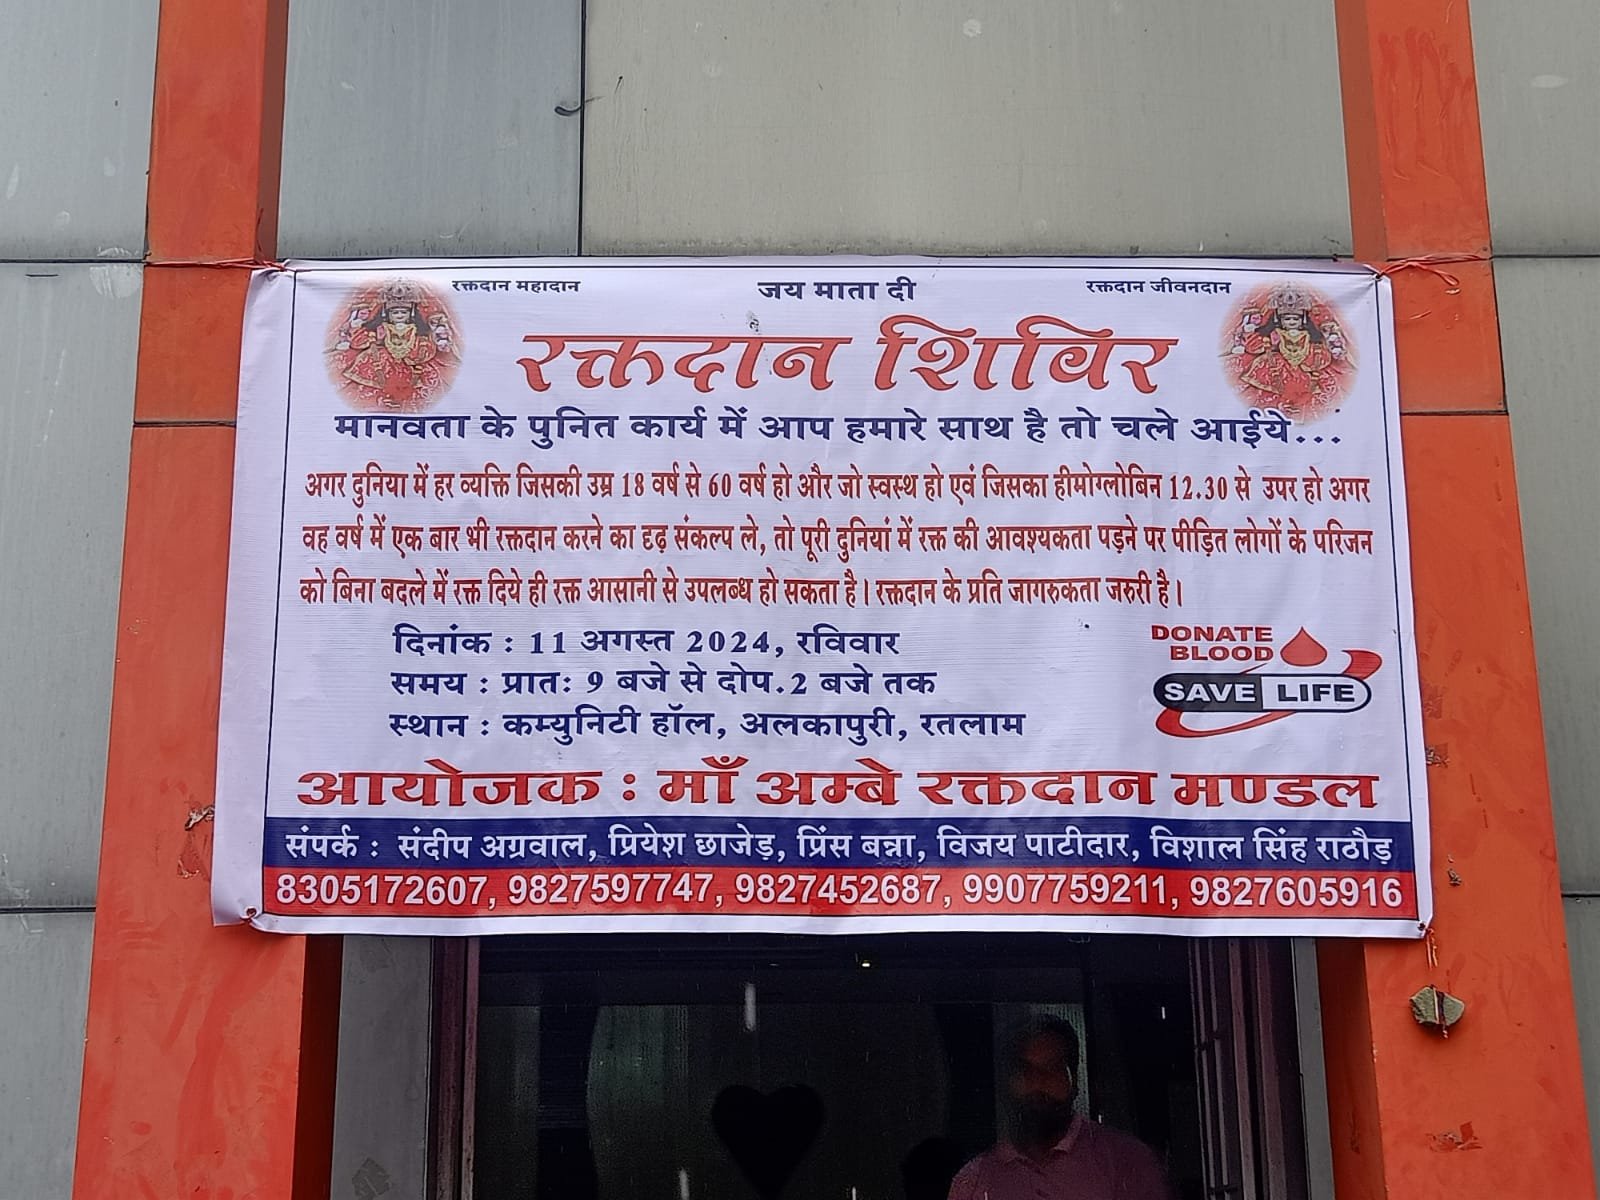 रक्तदान महादान जय माता दी रक्तदान जीवनदान
रक्तदान शिविर
मानवता के पुनित कार्य में आप हमारे साथ है तो चले आईये...
अगर दुनिया में हर व्यक्ति जिसकी उम्र 18 वर्ष से 60 वर्ष हो और जो स्वस्थ हो एवं जिसका हीमोग्लोबिन 12.30 से उपर हो अगर
वह वर्ष में एक बार भी रक्तदान करने का दृढ़ संकल्प ले, तो पूरी दुनियां में रक्त की आवश्यकता पड़ने पर पीड़ित लोगों के परिजन
को बिना बदले में रक्त दिये ही रक्त आसानी से उपलब्ध हो सकता है। रक्तदान के प्रति जागरुकता जरुरी है।
दिनांक : 11 अगस्त 2024, रविवार
समय : प्रातः 9 बजे से दोप.2 बजे तक
स्थान : कम्युनिटी हॉल, अलकापुरी, रतलाम
DONATE
BLOOD
SAVE LIFE
आयोजक : माँ अम्बे रक्तदान मण्डल
संपर्क : संदीप अग्रवाल, प्रियेश छाजेड़, प्रिंस बन्ना, विजय पाटीदार, विशाल सिंह राठौड़
8305172607, 9827597747, 9827452687, 9907759211, 9827605916